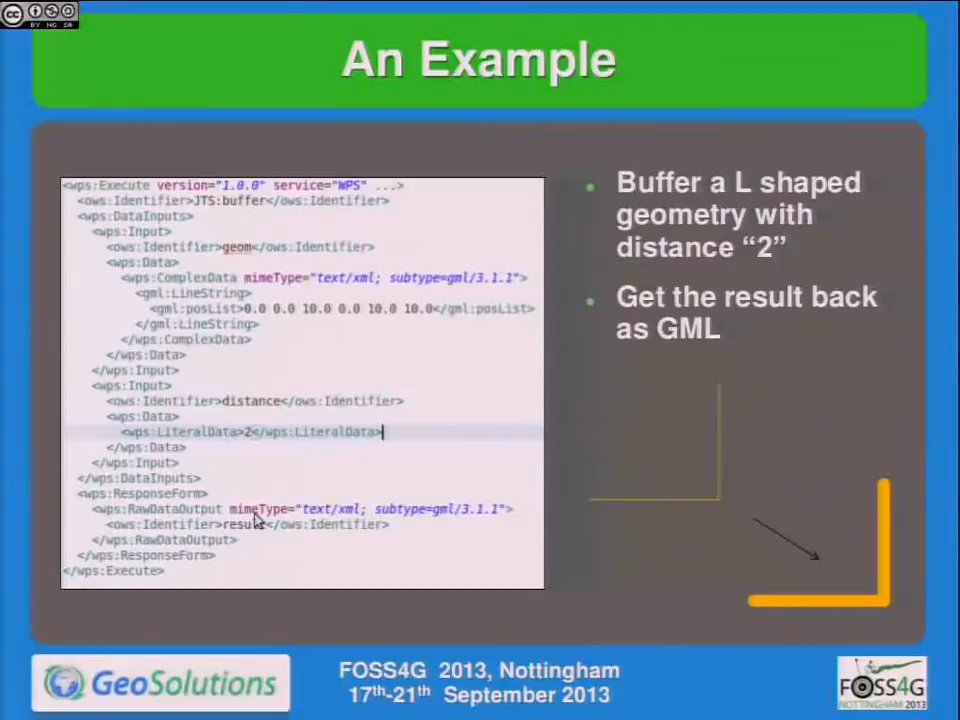 cc BY NC SA
An Example
<wps:Execute version="1.0.0" service="WPS" ...>
<ows:Identifier>JTS:buffer</ows:Identifier>
<wps:DataInputs>
<wps:Input>
<ows:Identifier>geom</ows:Identifier>
<wps:Data>
<wps:ComplexData mimeType="text/xml; subtype=gml/3.1.1">
<gml:LineString>
<gml:posList>0.0 0.0 10.0 0.0 10.0 10.0</gml:posList>
</gml:LineString>
</wps:ComplexData>
</wps:Data>
</wps:Input>
<wps:Input>
<ows:Identifier>distance</ows:Identifier>
<wps:Data>
<wps:LiteralData>2</wps:LiteralData>
</wps:Data>
</wps:Input>
</wps:DataInputs>
<wps:ResponseForm>
<wps:RawDataOutput mimeType="text/xml; subtype=gml/3.1.1">
<ows:Identifier>result</ows:Identifier>
</wps:RawDataOutput>
</wps:ResponseForm>
</wps:Execute>
Buffer a L shaped
geometry with
distance “2”
Get the result back
as GML
GeoSolutions
FOSS4G 2013, Nottingham
17th-21th September 2013
FOSS4G
NOTTINGHAM 2013